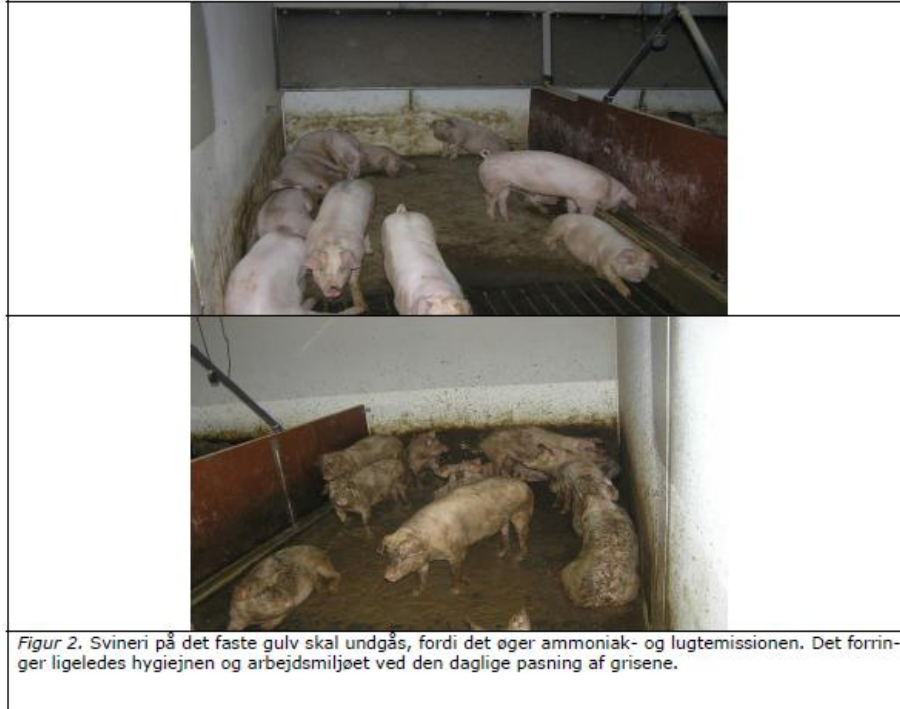 Figur 2. Svineri på det faste gulv skal undgås, fordi det øger ammoniak- og lugtemissionen. Det forrin-
ger ligeledes hygiejnen og arbejdsmiljøet ved den daglige pasning af grisene.